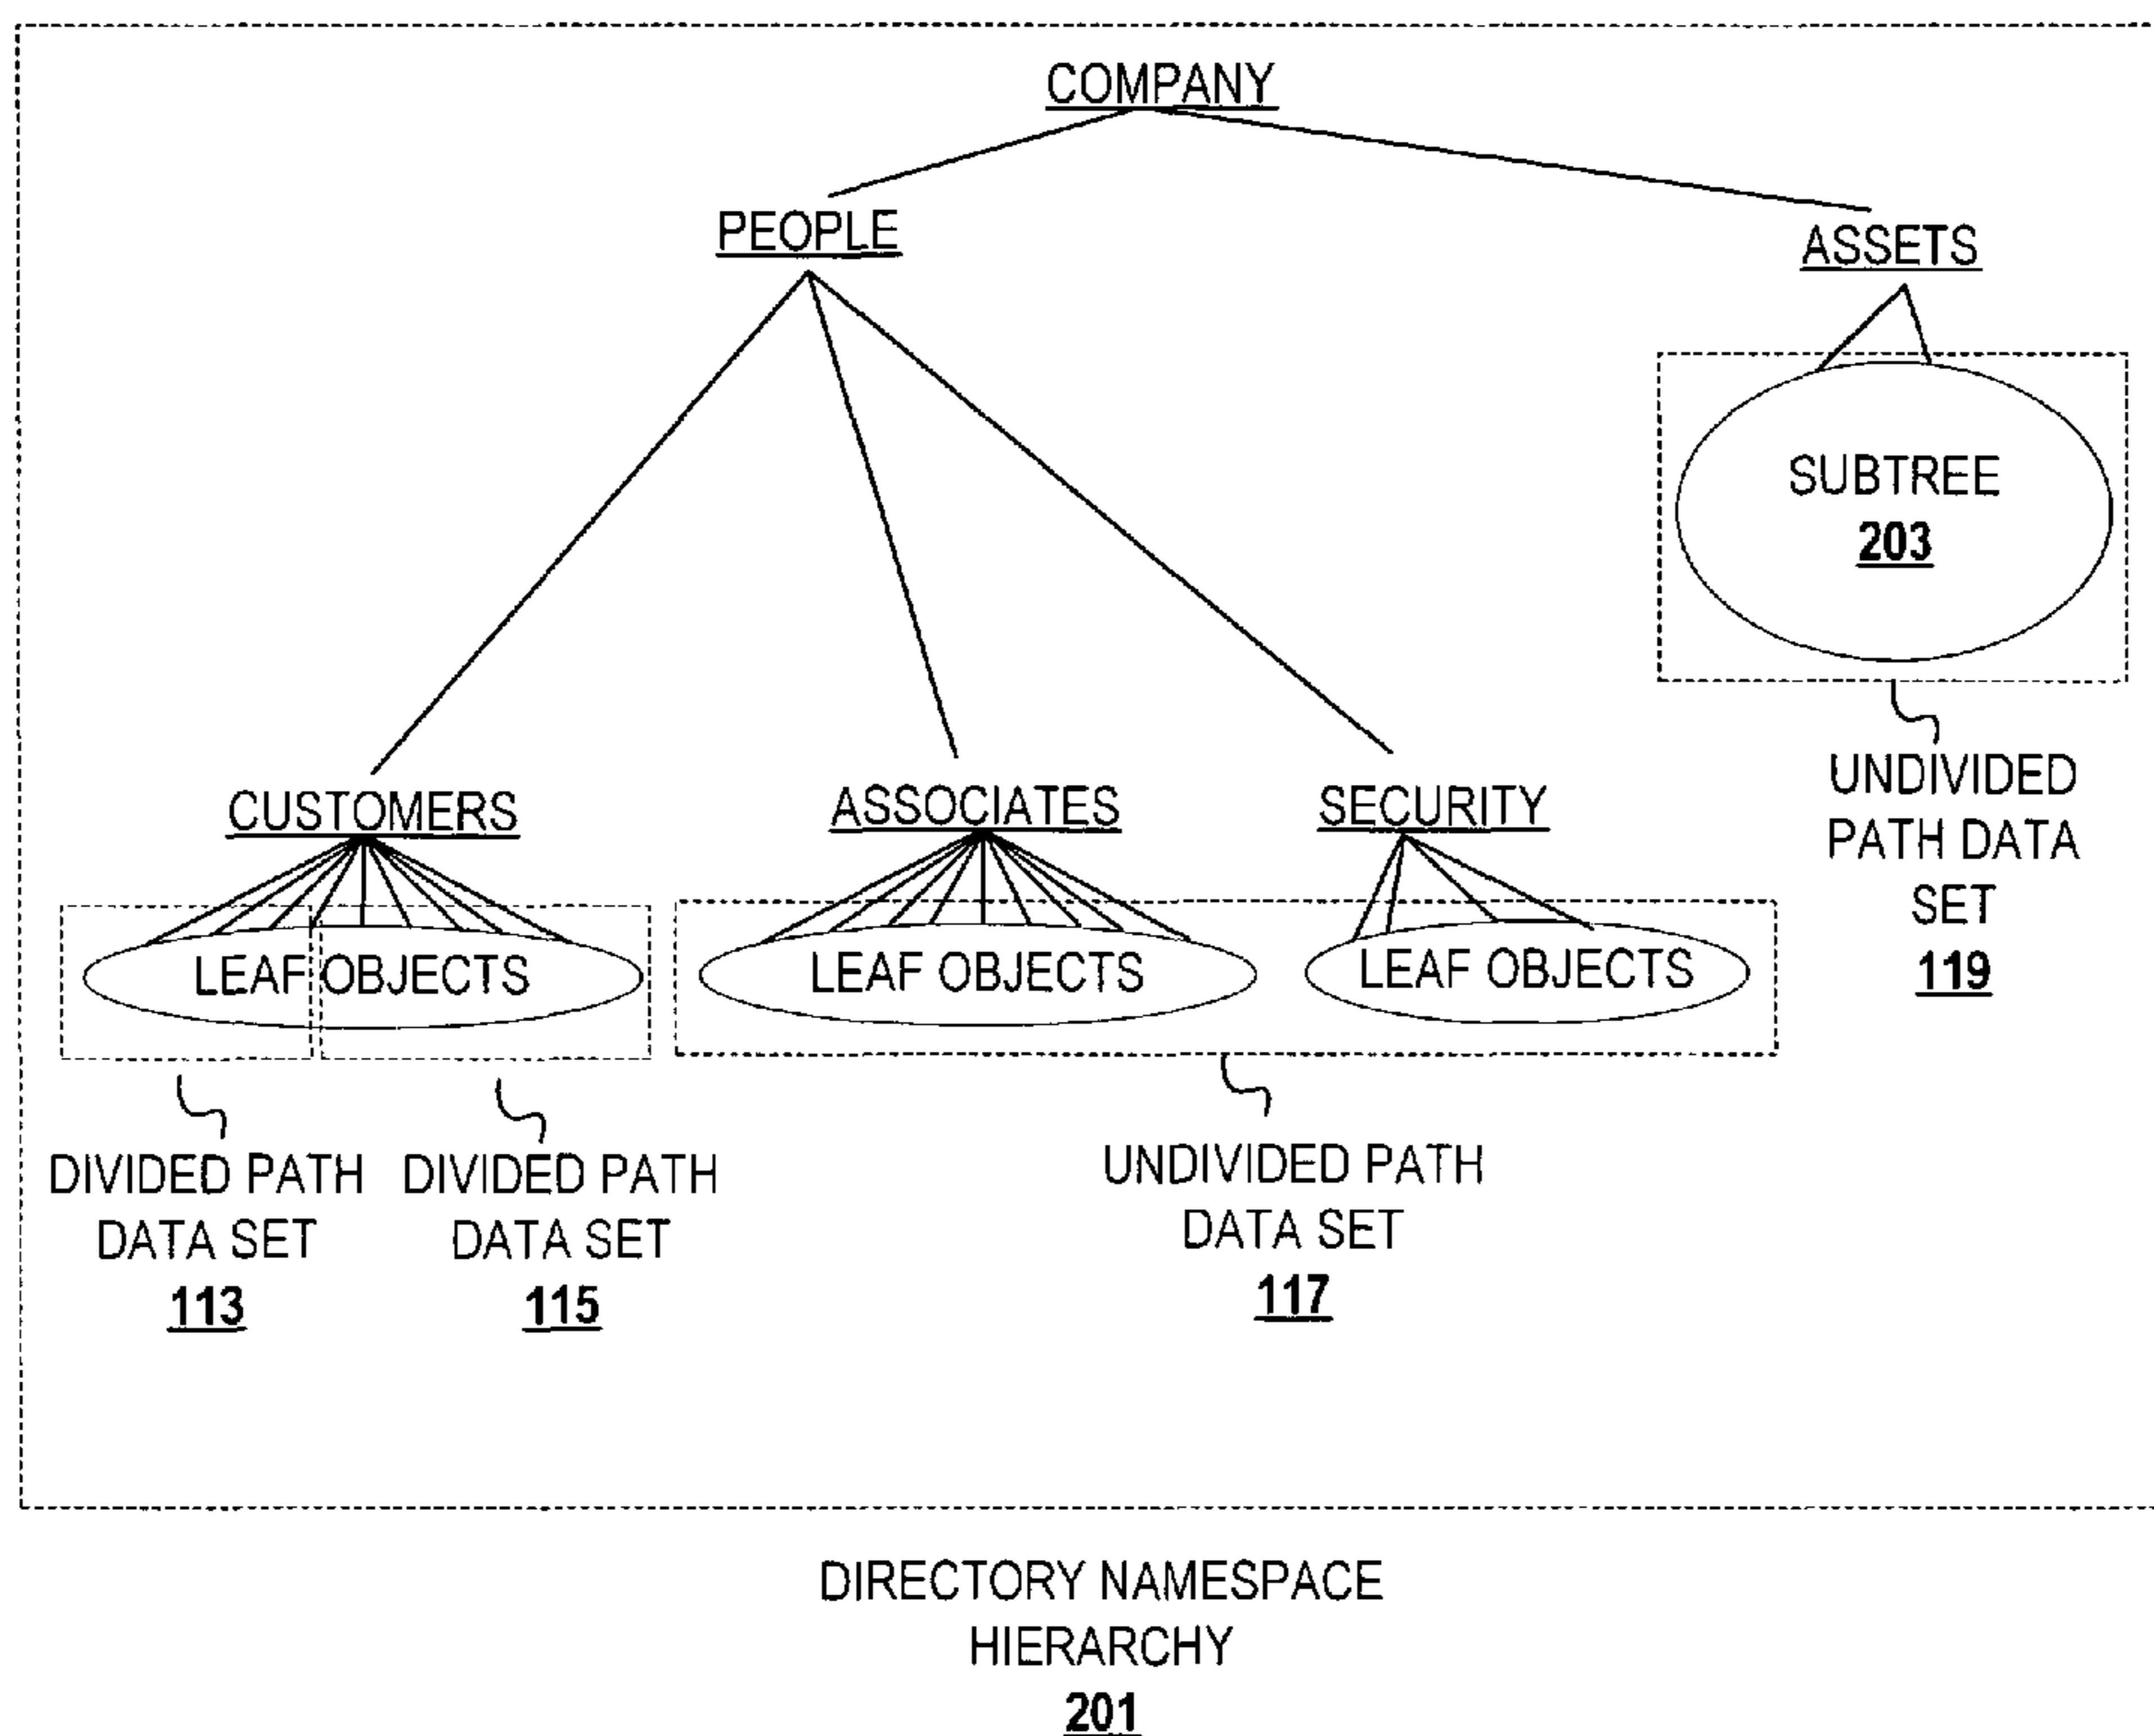 COMPANY
PEOPLE
ASSETS
SUBTREE
203
UNDIVIDED
PATH DATA
SET
119
CUSTOMERS
ASSOCIATES
SECURITY
LEAF OBJECTS
LEAF OBJECTS
LEAF OBJECTS
DIVIDED PATH
DATA SET
113
DIVIDED PATH
DATA SET
115
UNDIVIDED PATH
DATA SET
117
DIRECTORY NAMESPACE
HIERARCHY
201